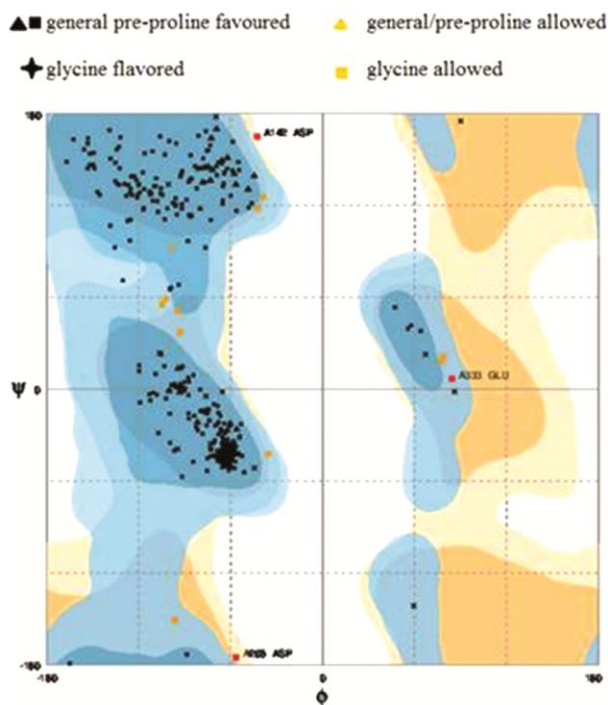 general pre-proline favoured
general/pre-proline allowed
glycine flavored
glycine allowed
180
A142 ASP
Ψ 0
A333 GLU
ASP
-180
-180 0 180
Φ